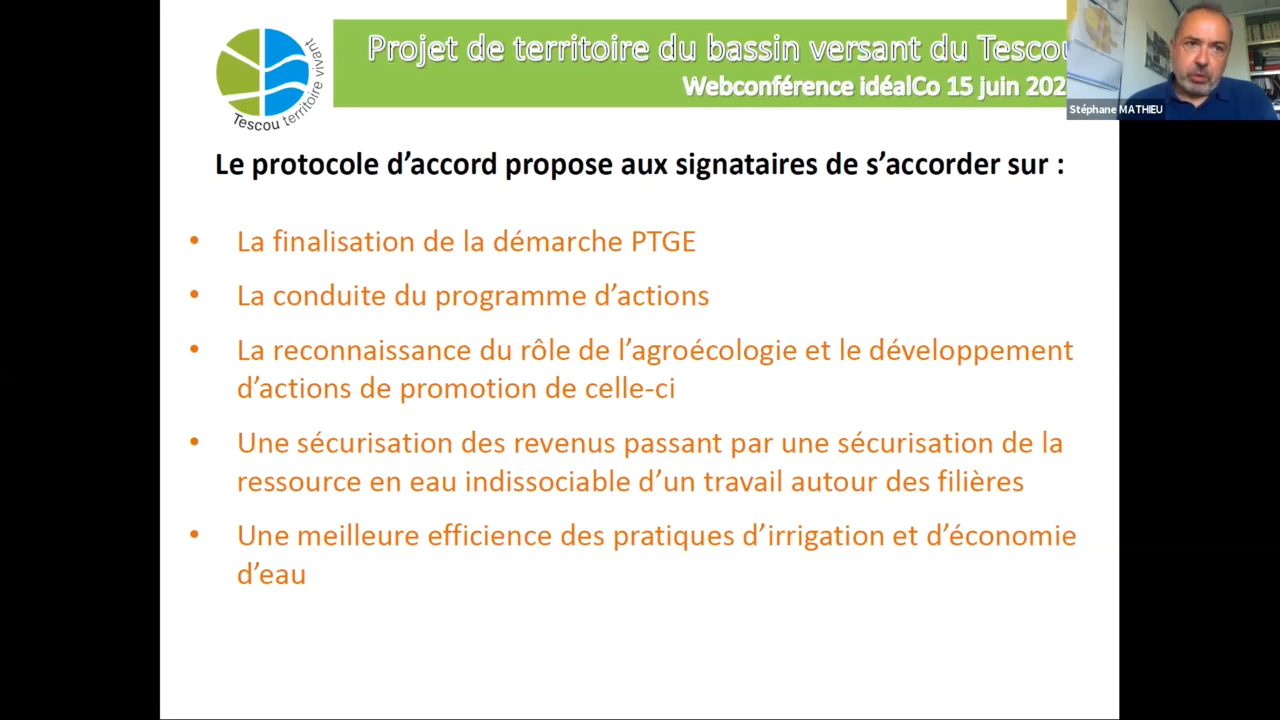 Projet de territoire du bassin versant du Tescou
Webconférence idéalCo 15 juin 202
Tescou territoire vivant
Stéphane MATHIEU
Le protocole d’accord propose aux signataires de s’accorder sur :
• La finalisation de la démarche PTGE
• La conduite du programme d’actions
• La reconnaissance du rôle de l’agroécologie et le développement
d’actions de promotion de celle-ci
• Une sécurisation des revenus passant par une sécurisation de la
ressource en eau indissociable d’un travail autour des filières
• Une meilleure efficience des pratiques d’irrigation et d’économie
d’eau